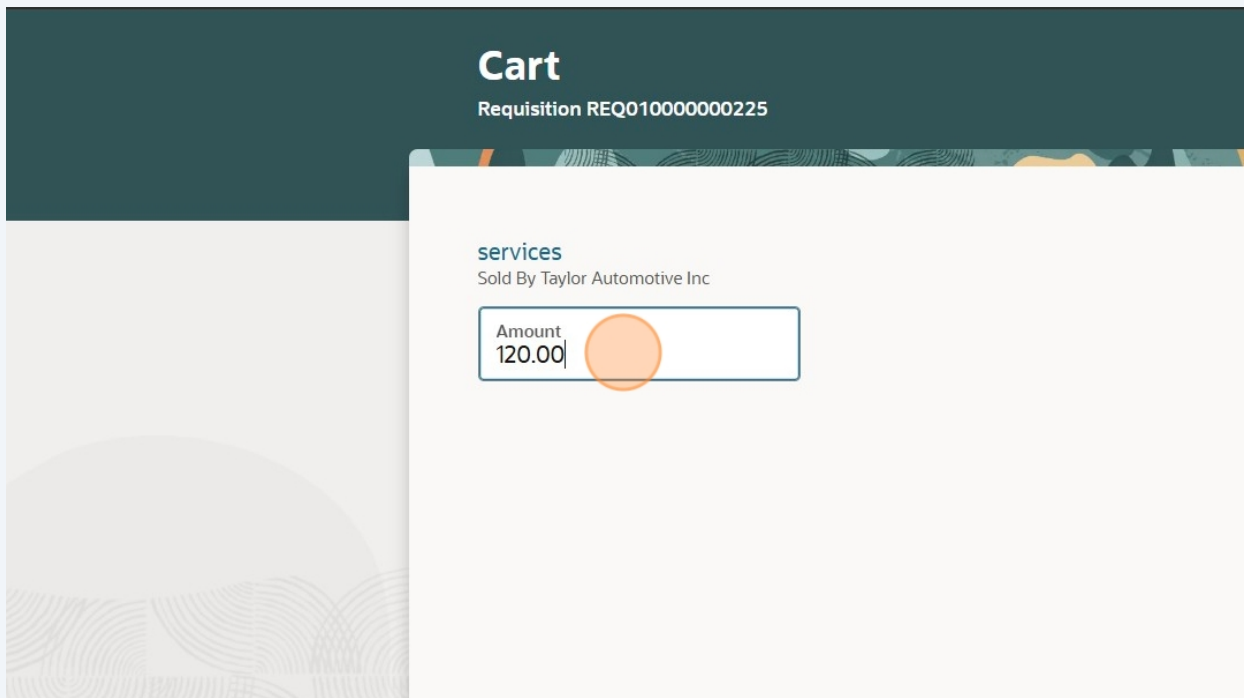 Cart
Requisition REQ010000000225
services
Sold By Taylor Automotive Inc
Amount
120.00